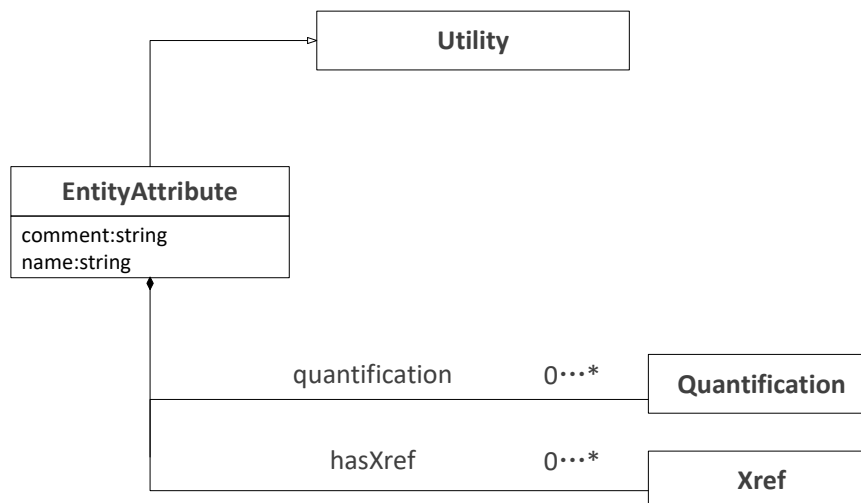 Utility
EntityAttribute
comment:string
name:string
quantification 0···*
Quantification
hasXref 0···*
Xref